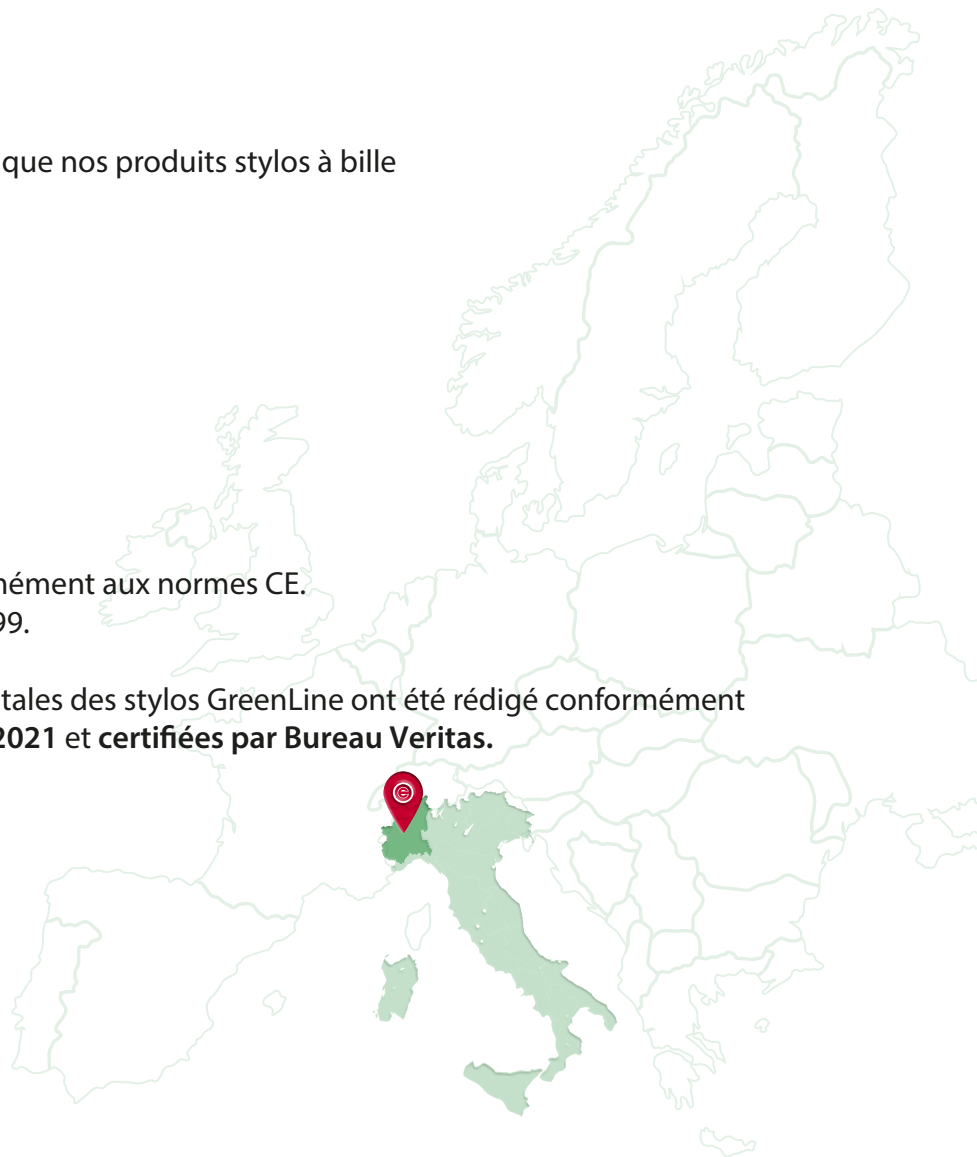 que nos produits stylos à bille
nément aux normes CE.
99.
tales des stylos GreenLine ont été rédigé conformément
2021 et certifiées par Bureau Veritas.
e